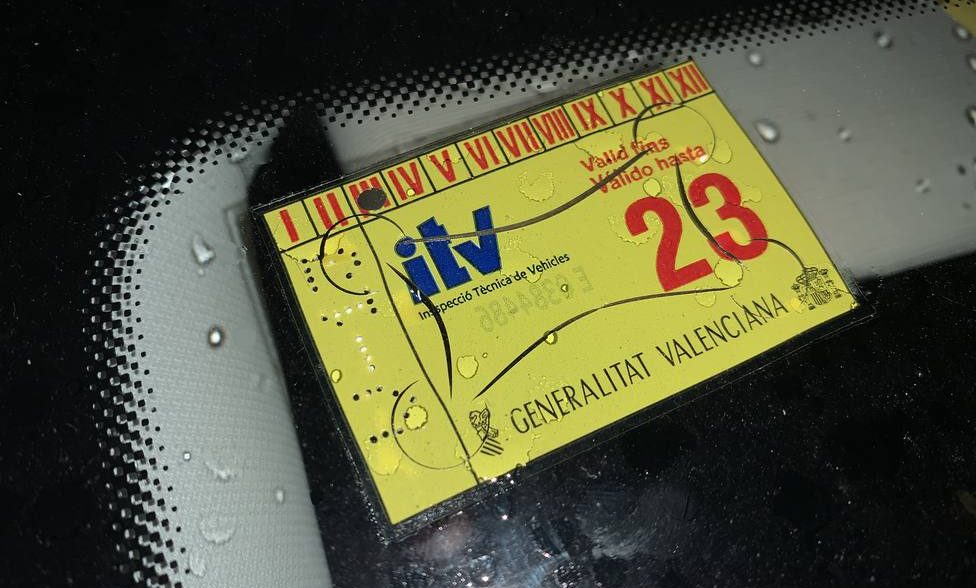 I II III IV V VI VII VIII IX X XI XII
Valid fins
Válido hasta
23
itv
Inspecció Tècnica de Vehicles
GENERALITAT VALENCIANA